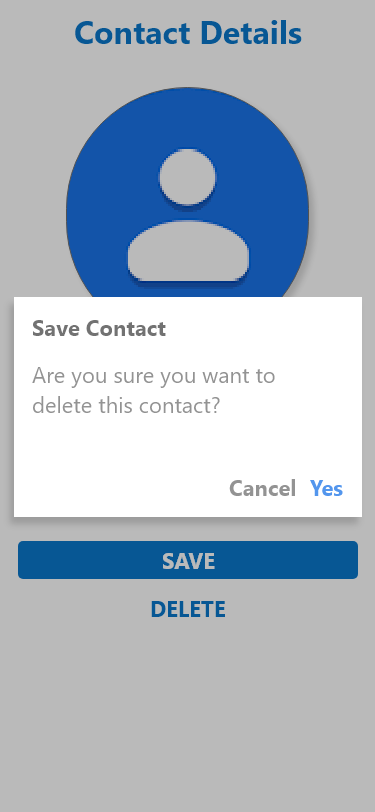 Contact Details
Save Contact
Are you sure you want to
delete this contact?
Cancel Yes
SAVE
DELETE